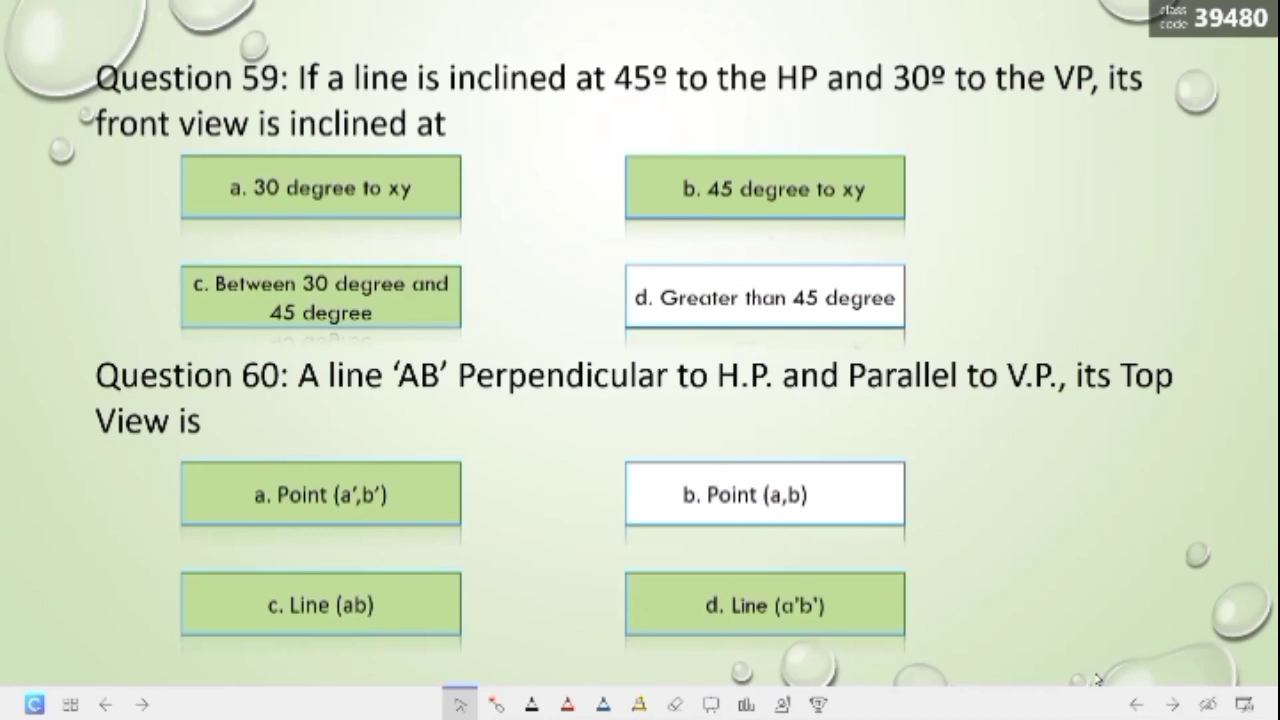 class
code 39480
Question 59: If a line is inclined at 45º to the HP and 30º to the VP, its
front view is inclined at
a. 30 degree to xy
b. 45 degree to xy
c. Between 30 degree and
45 degree
d. Greater than 45 degree
Question 60: A line ‘AB’ Perpendicular to H.P. and Parallel to V.P., its Top
View is
a. Point (a′,b′)
b. Point (a,b)
c. Line (ab)
d. Line (a’b’)